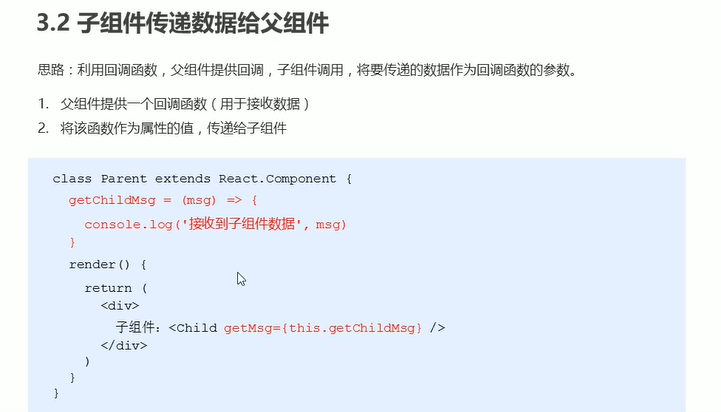 3.2 子组件传递数据给父组件
思路：利用回调函数，父组件提供回调，子组件调用，将要传递的数据作为回调函数的参数。
1. 父组件提供一个回调函数（用于接收数据）
2. 将该函数作为属性的值，传递给子组件
class Parent extends React.Component {
getChildMsg = (msg) => {
console.log('接收到子组件数据', msg)
}
render() {
return (
<div>
子组件：<Child getMsg={this.getChildMsg} />
</div>
)
}
}